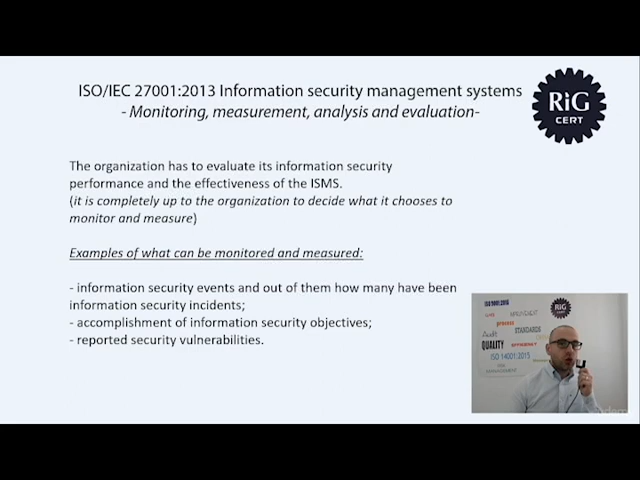 ISO/IEC 27001:2013 Information security management systems
- Monitoring, measurement, analysis and evaluation-
RiG
CERT
The organization has to evaluate its information security
performance and the effectiveness of the ISMS.
(it is completely up to the organization to decide what it chooses to
monitor and measure)
Examples of what can be monitored and measured:
- information security events and out of them how many have been
information security incidents;
- accomplishment of information security objectives;
- reported security vulnerabilities.
ISO 9001:2015
RiG
CERT
process
STANDARDS
Audit
QUALITY
EFFICIENCY
ISO 14001:2015
MANAGEMENT